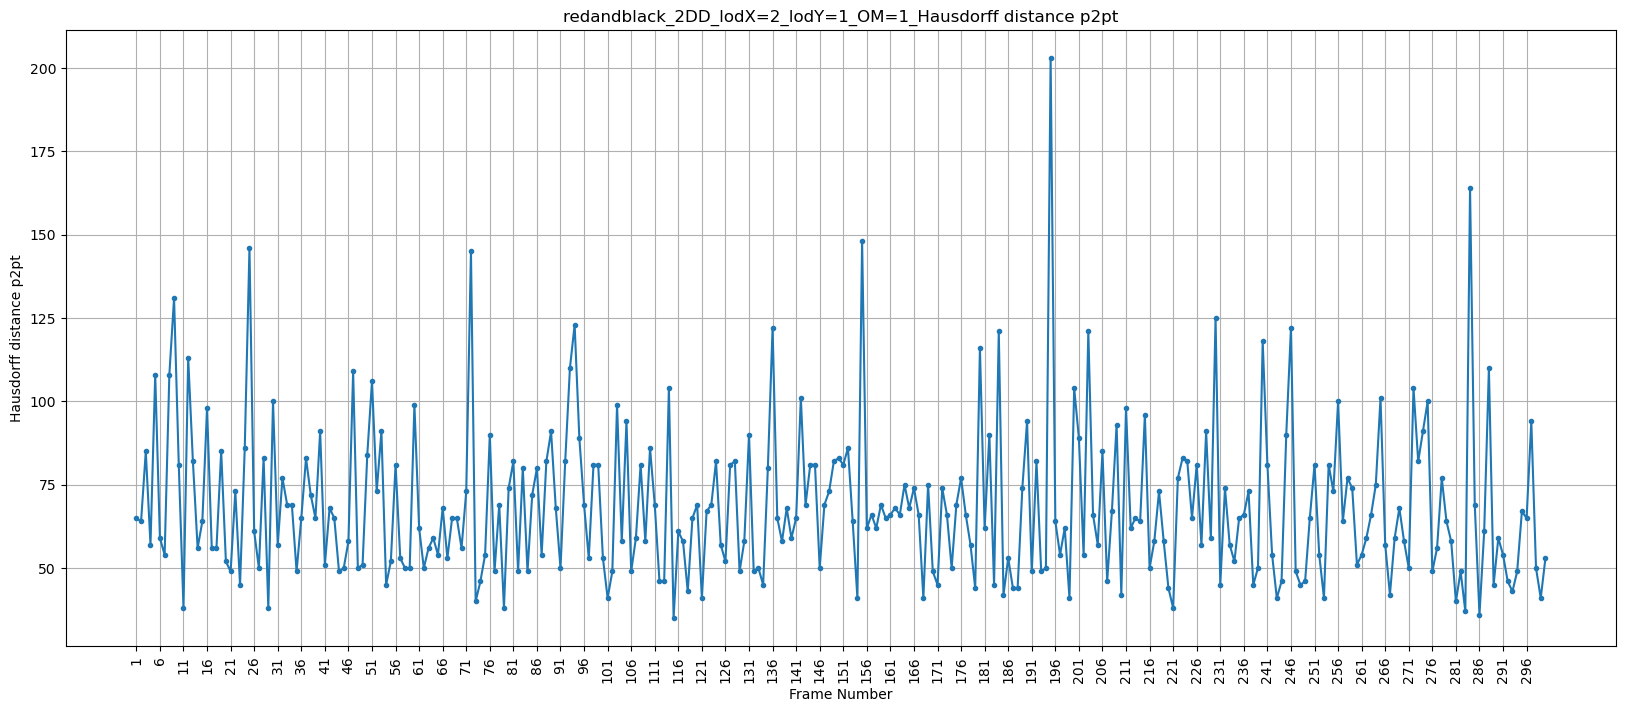 redandblack_2DD_lodX=2_lodY=1_OM=1_Hausdorff distance p2pt
Hausdorff distance p2pt
200
175
150
125
100
75
50
1 6 11 16 21 26 31 36 41 46 51 56 61 66 71 76 81 86 91 96 101 106 111 116 121 126 131 136 141 146 151 156 161 166 171 176 181 186 191 196 201 206 211 216 221 226 231 236 241 246 251 256 261 266 271 276 281 286 291 296
Frame Number